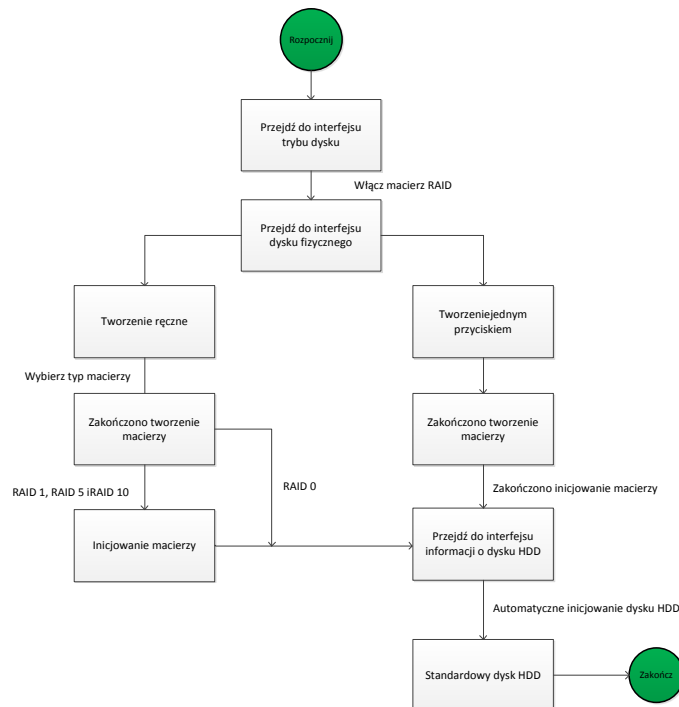 Rozpocznij
Przejdź do interfejsu
trybu dysku
Włącz macierz RAID
Przejdź do interfejsu
dysku fizycznego
Tworzenie ręczne
Tworzeniejednym
przyciskiem
Wybierz typ macierzy
Zakończono tworzenie
macierzy
Zakończono tworzenie
macierzy
RAID 1, RAID 5 iRAID 10
RAID 0
Zakończono inicjowanie macierzy
Inicjowanie macierzy
Przejdź do interfejsu
informacji o dysku HDD
Automatyczne inicjowanie dysku HDD
Standardowy dysk HDD
Zakończ